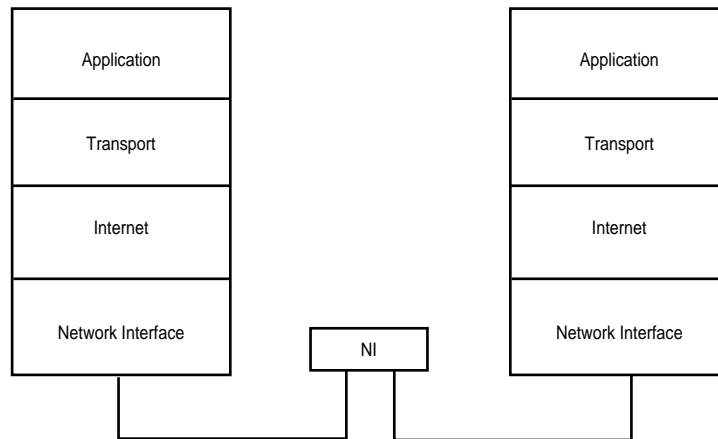 Application
Transport
Internet
Network Interface
NI
Application
Transport
Internet
Network Interface